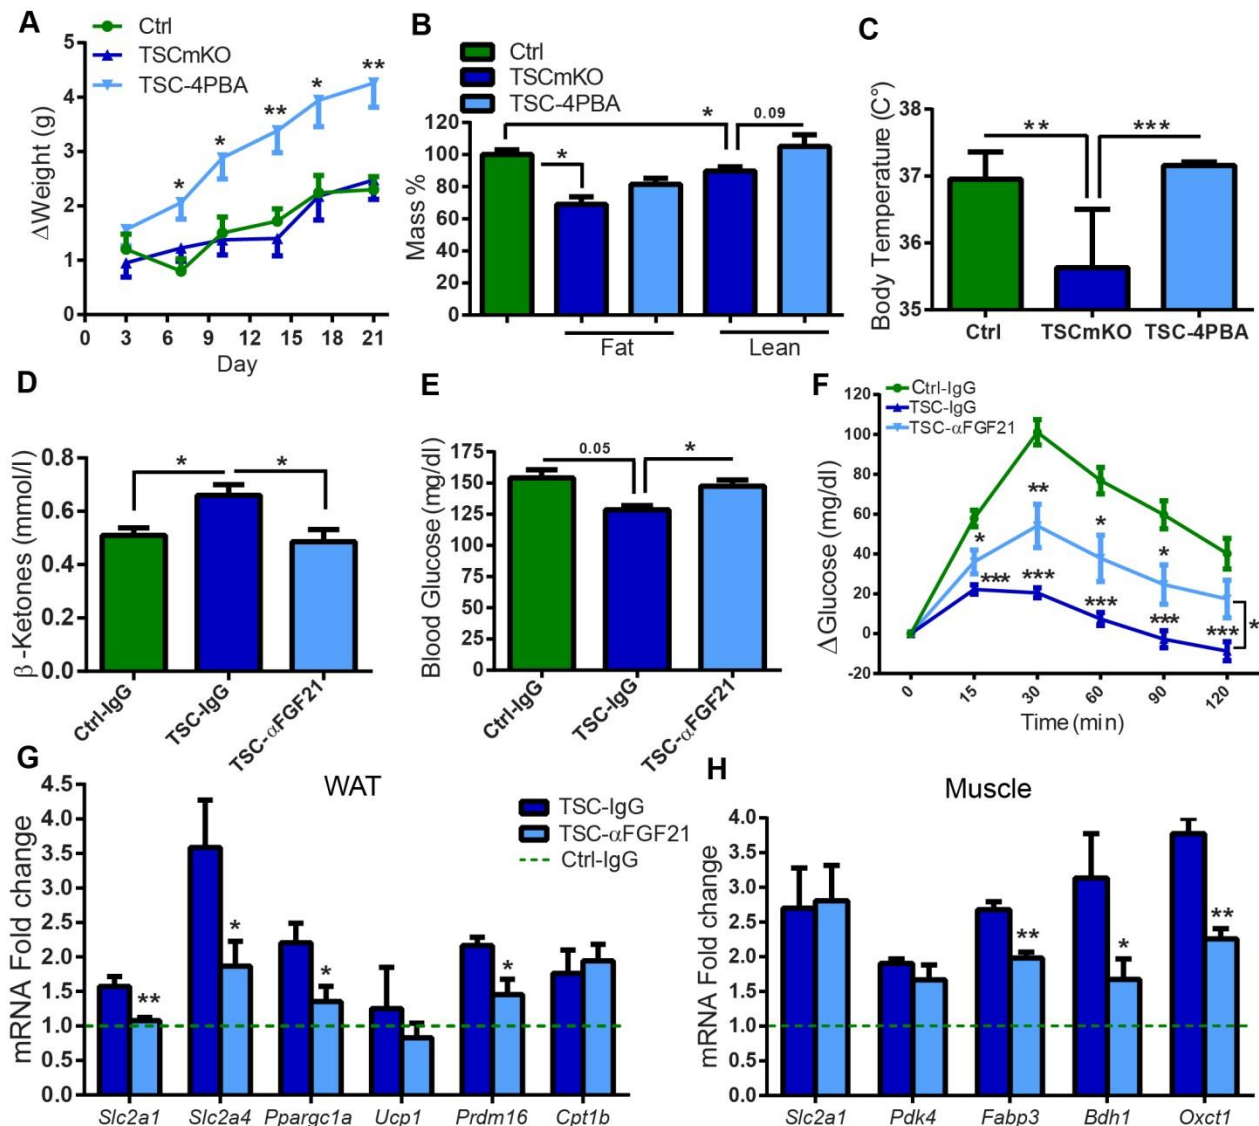 A
Ctrl
TSCmKO
TSC-4PBA
ΔWeight (g)
5
4
3
2
1
0
* * ** * **
0 3 6 9 12 15 18 21
Day
B
Ctrl
TSCmKO
TSC-4PBA
Mass %
120
100
80
60
40
20
0
* * 0.09
Fat Lean
C
Body Temperature (C°)
37
36
35
** ***
Ctrl TSCmKO TSC-4PBA
D
β-Ketones (mmol/l)
0.8
0.6
0.4
0.2
0.0
* *
Ctrl-IgG TSC-IgG TSC-αFGF21
E
Blood Glucose (mg/dl)
175
150
125
100
75
50
25
0
0.05 *
Ctrl-IgG TSC-IgG TSC-αFGF21
F
Ctrl-IgG
TSC-IgG
TSC-αFGF21
ΔGlucose (mg/dl)
120
100
80
60
40
20
0
-20
* ** * *
*** *** *** *** ***
*
0 15 30 60 90 120
Time (min)
G
WAT
TSC-IgG
TSC-αFGF21
Ctrl-IgG
mRNA Fold change
4.5
4.0
3.5
3.0
2.5
2.0
1.5
1.0
0.5
0.0
** * * *
Slc2a1 Slc2a4 Ppargc1a Ucp1 Prdm16 Cpt1b
H
Muscle
mRNA Fold change
4.0
3.5
3.0
2.5
2.0
1.5
1.0
0.5
0.0
** * **
Slc2a1 Pdk4 Fabp3 Bdh1 Oxct1